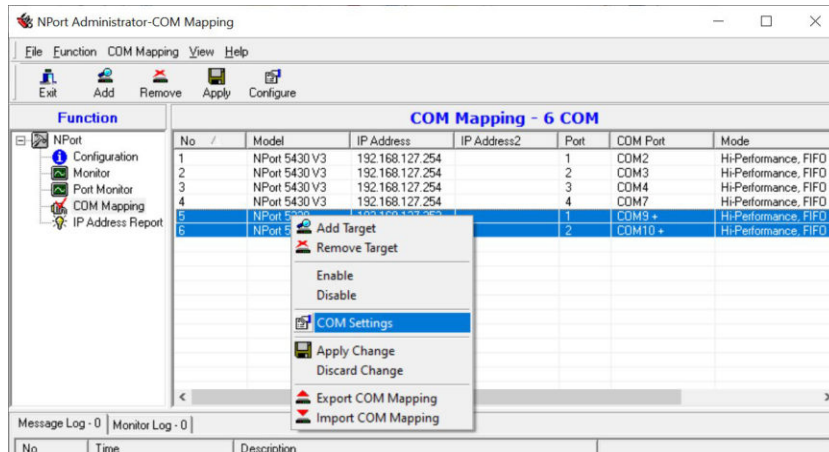 NPort Administrator-COM Mapping
File Function COM Mapping View Help
Exit Add Remove Apply Configure
Function
COM Mapping - 6 COM
NPort
Configuration
Monitor
Port Monitor
COM Mapping
IP Address Report
No / Model IP Address IP Address2 Port COM Port Mode
1 NPort 5430 V3 192.168.127.254 1 COM2 Hi-Performance, FIFO
2 NPort 5430 V3 192.168.127.254 2 COM3 Hi-Performance, FIFO
3 NPort 5430 V3 192.168.127.254 3 COM4 Hi-Performance, FIFO
4 NPort 5430 V3 192.168.127.254 4 COM7 Hi-Performance, FIFO
5 NPort 1 COM9 + Hi-Performance, FIFO
6 NPort 2 COM10 + Hi-Performance, FIFO
Add Target
Remove Target
Enable
Disable
COM Settings
Apply Change
Discard Change
Export COM Mapping
Import COM Mapping
Message Log - 0 Monitor Log - 0
No Time Description